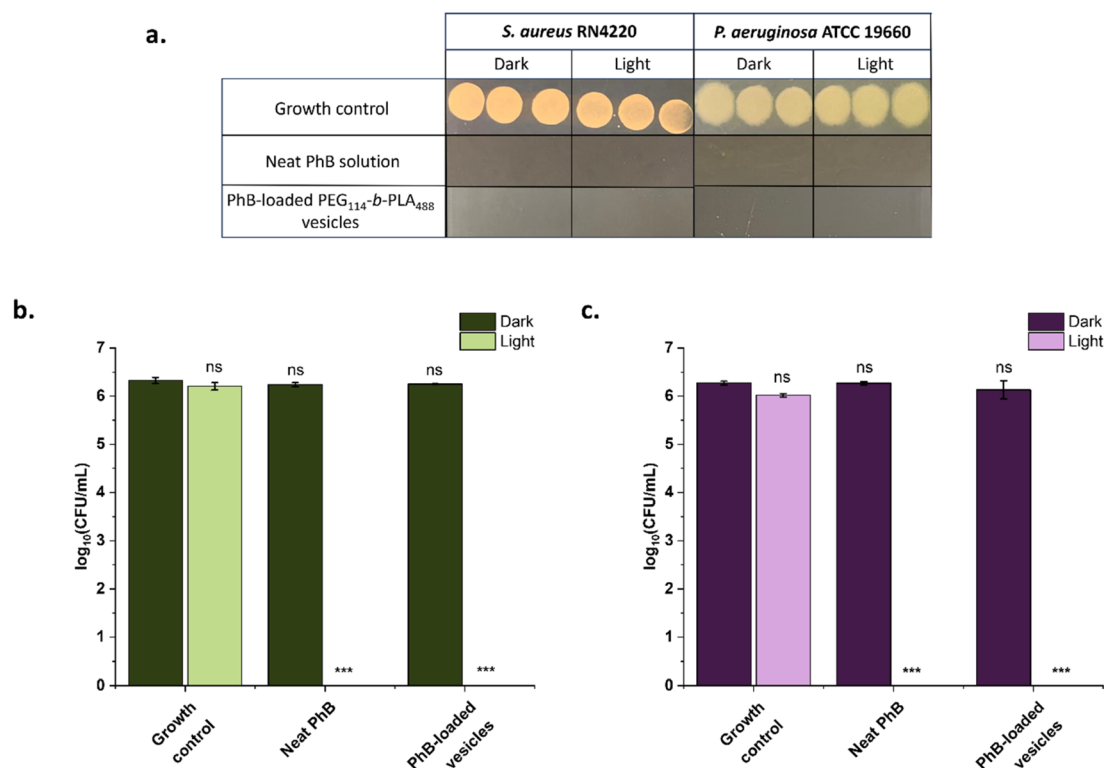 a.
S. aureus RN4220 P. aeruginosa ATCC 19660
Dark Light Dark Light
Growth control
Neat PhB solution
PhB-loaded PEG₁₁₄-b-PLA₄₈₈
vesicles
b.
Dark
Light
7
6
5
4
3
2
1
0
log₁₀(CFU/mL)
ns
ns
ns
***
***
Growth
control
Neat PhB
PhB-loaded
vesicles
c.
Dark
Light
7
6
5
4
3
2
1
0
log₁₀(CFU/mL)
ns
ns
ns
***
***
Growth
control
Neat PhB
PhB-loaded
vesicles